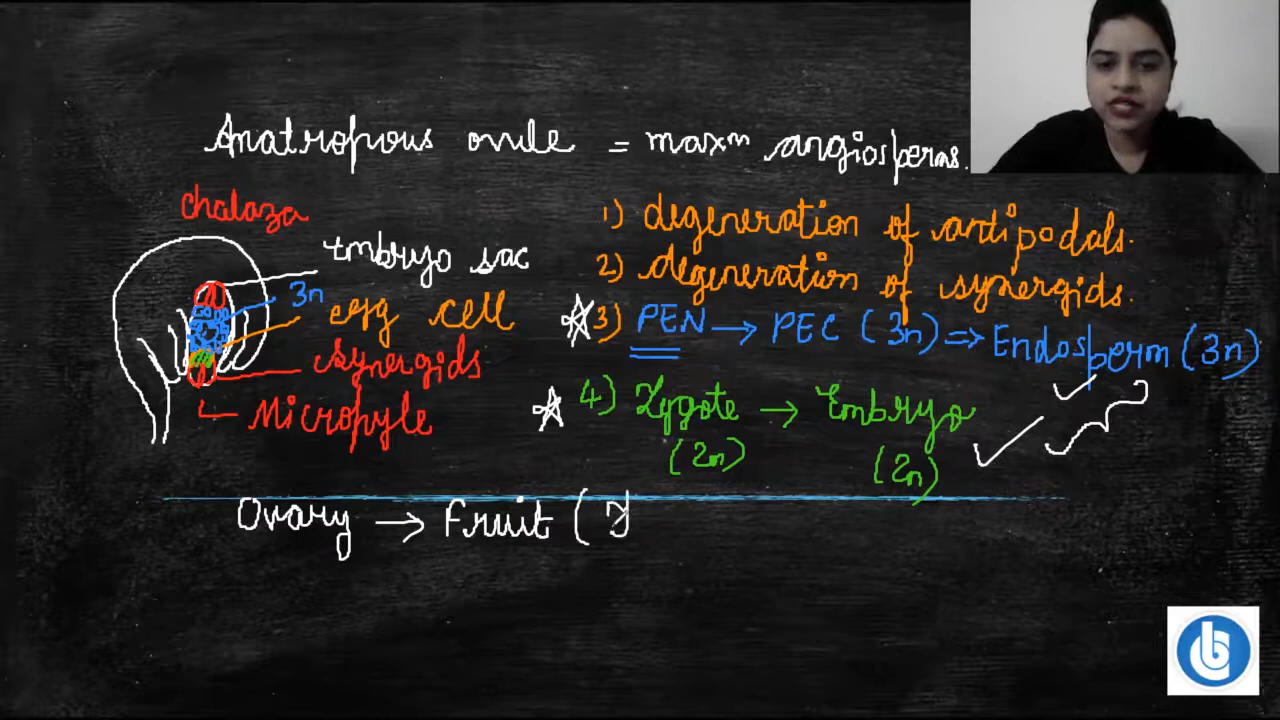 Anatropous ovule = maxm angiosperms.
chalaza
Embryo sac
3n
egg cell
synergids
Micropyle
1) degeneration of antipodals.
2) degeneration of synergids.
3) PEN → PEC (3n) => Endosperm (3n)
4) Zygote → Embryo
(2n) (2n)
Ovary → Fruit (